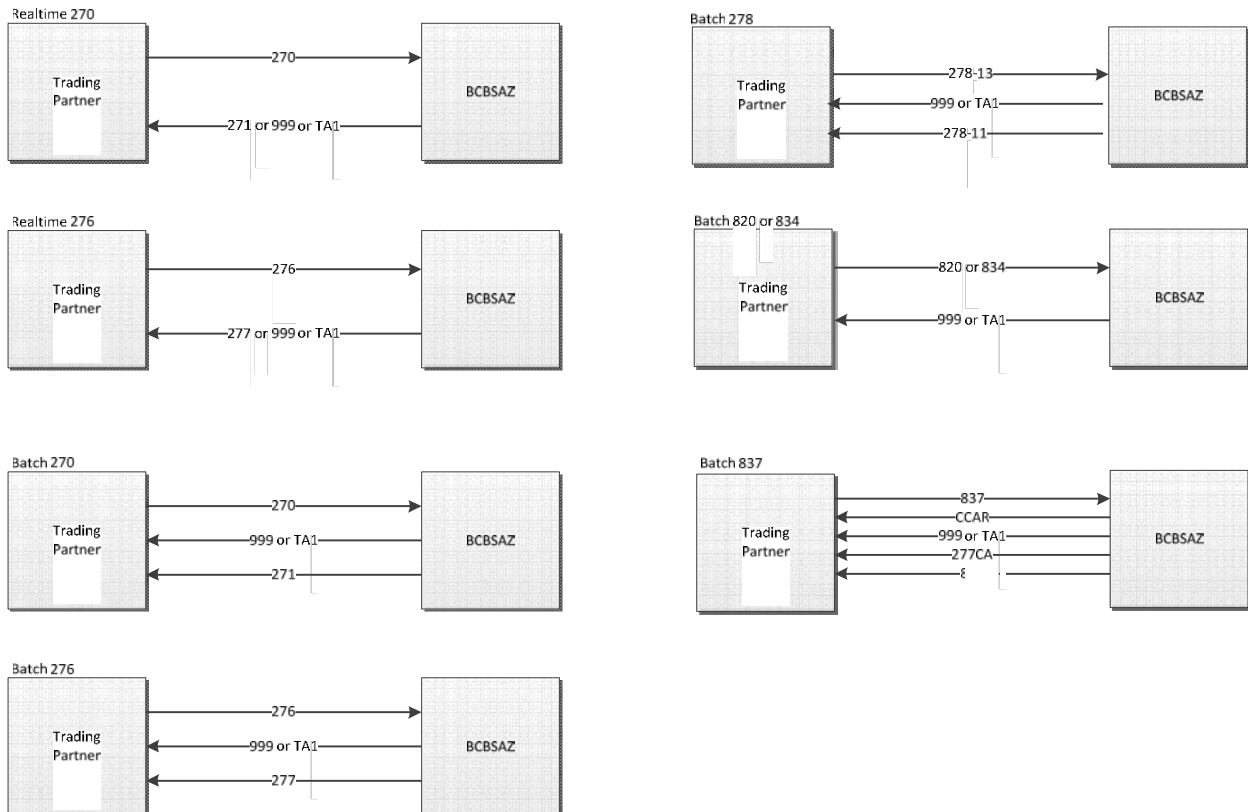 Realtime 270
Trading
Partner
270
271 or 999 or TA1
BCBSAZ
Batch 278
Trading
Partner
278-13
999 or TA1
278-11
BCBSAZ
Realtime 276
Trading
Partner
276
277 or 999 or TA1
BCBSAZ
Batch 820 or 834
Trading
Partner
820 or 834
999 or TA1
BCBSAZ
Batch 270
Trading
Partner
270
999 or TA1
271
BCBSAZ
Batch 837
Trading
Partner
837
CCAR
999 or TA1
277CA
BCBSAZ
Batch 276
Trading
Partner
276
999 or TA1
277
BCBSAZ